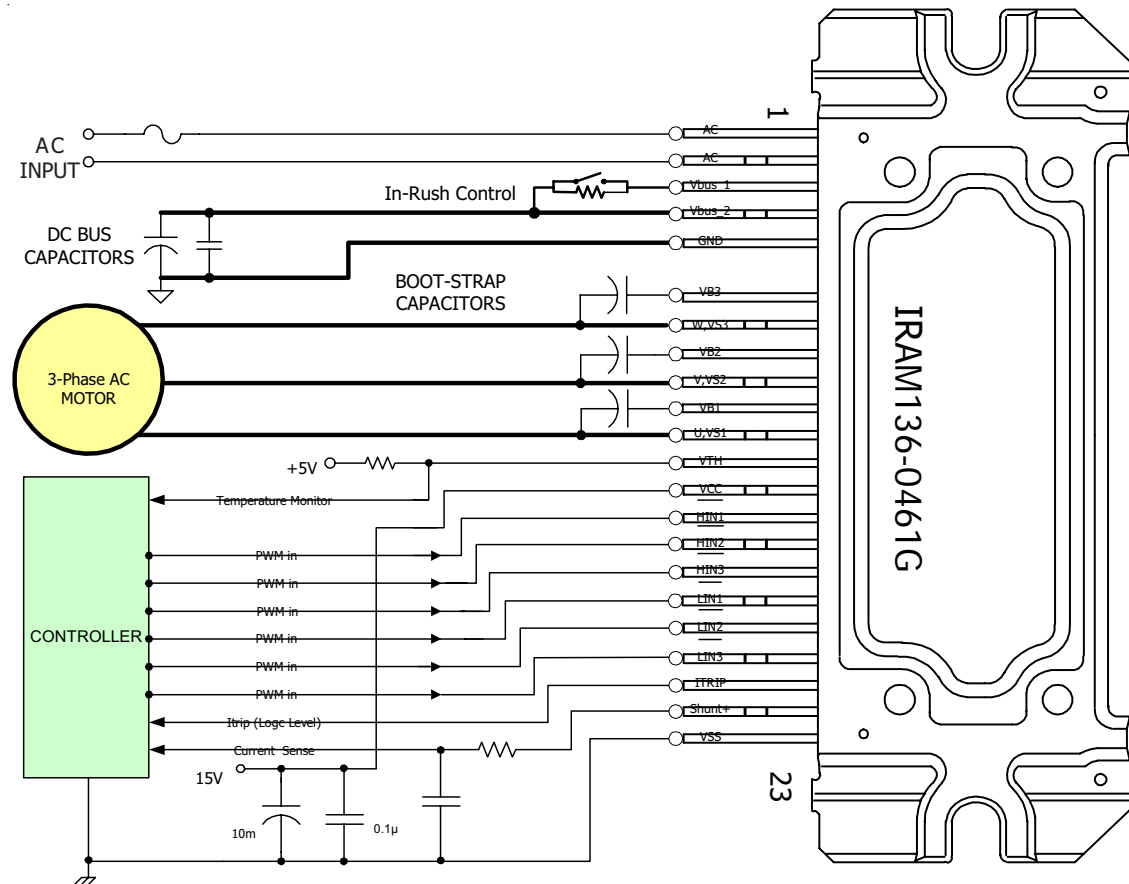 1
AC
INPUT
AC
AC
In-Rush Control
Vbus_1
Vbus_2
DC BUS
CAPACITORS
GND
BOOT-STRAP
CAPACITORS
VB3
W,VS3
VB2
3-Phase AC
MOTOR
V,VS2
VB1
U,VS1
+5V
VTH
Temperature Monitor
VCC
HIN1
HIN2
PWM in
HIN3
PWM in
LIN1
PWM in
LIN2
CONTROLLER
PWM in
LIN3
PWM in
ITRIP
PWM in
Shunt+
Itrip (Logc Level)
VSS
Current Sense
15V
10m
0.1µ
23
IRAM136-0461G